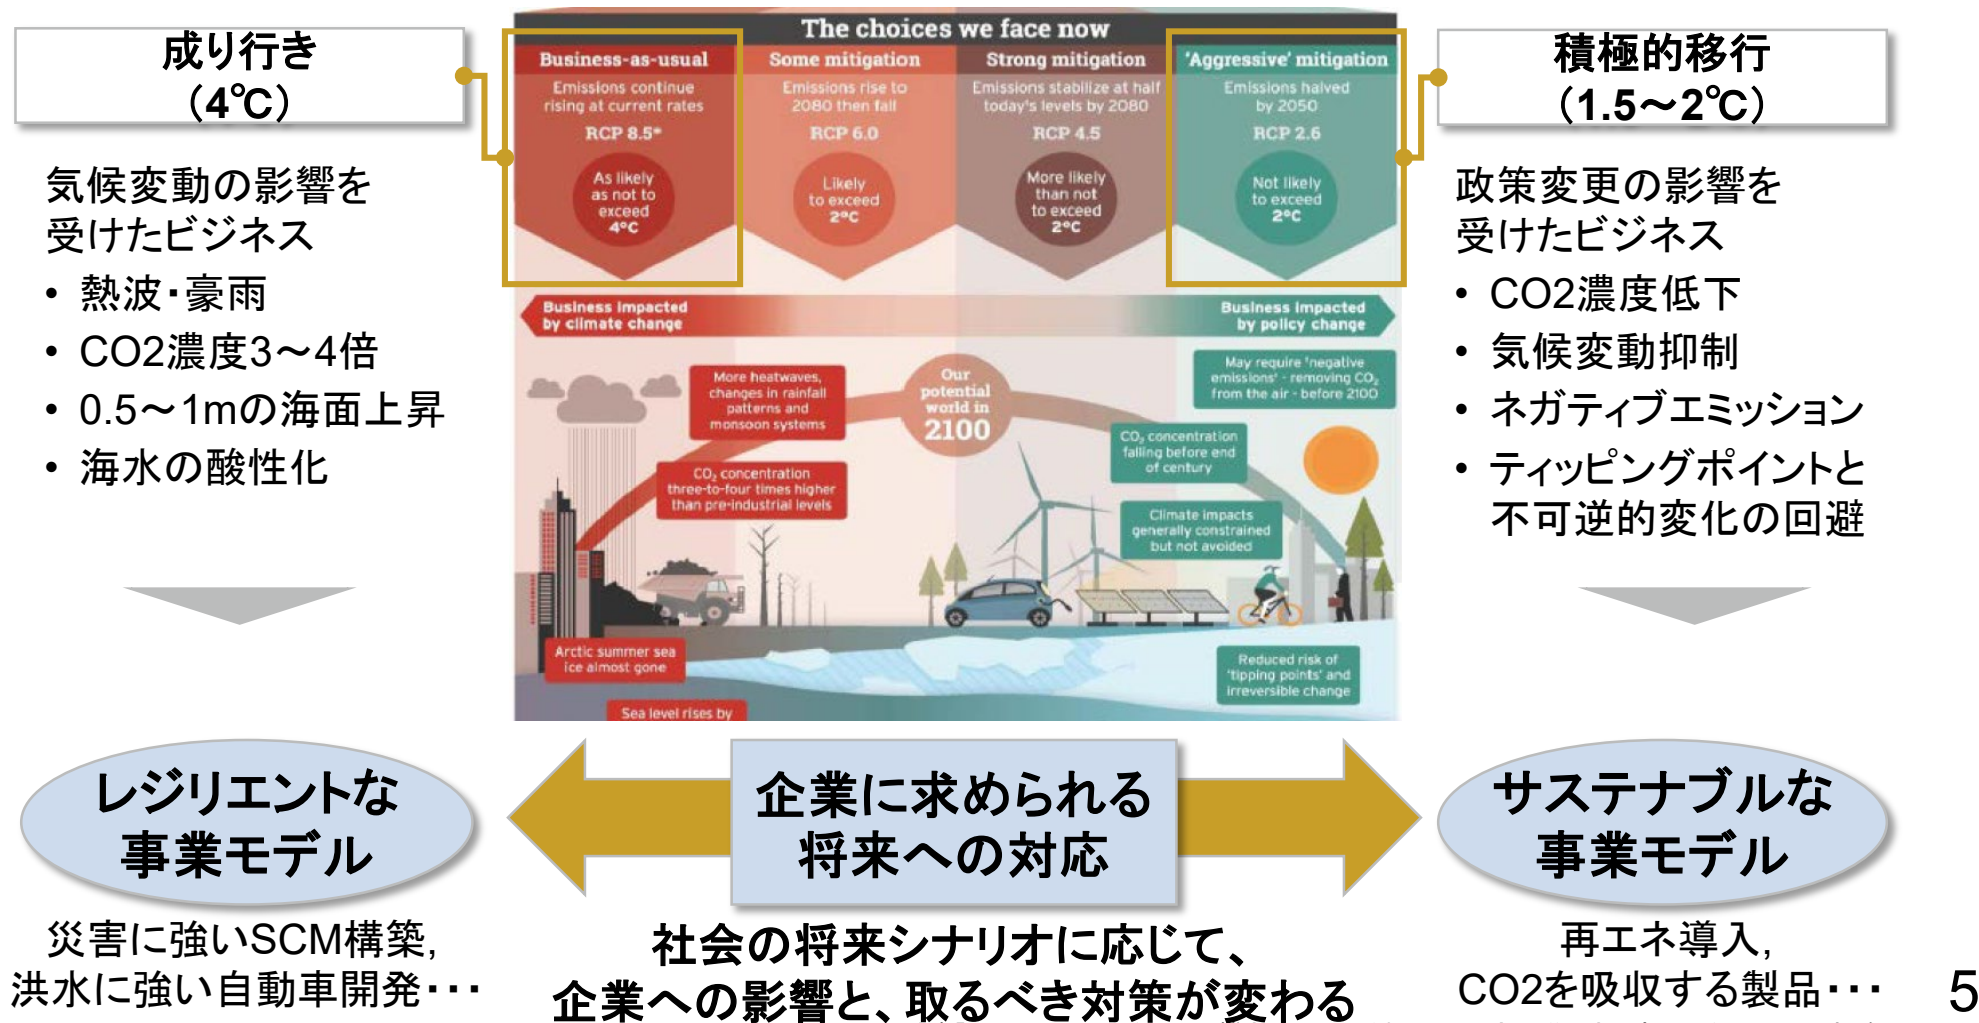 成り行き
（4℃）
気候変動の影響を
受けたビジネス
• 熱波・豪雨
• CO2濃度3～4倍
• 0.5～1mの海面上昇
• 海水の酸性化
The choices we face now
Business-as-usual
Emissions continue
rising at current rates
RCP 8.5*
As likely
as not to
exceed
4°C
Some mitigation
Emissions rise to
2080 then fall
RCP 6.0
Likely
to exceed
2°C
Strong mitigation
Emissions stabilize at half
today's levels by 2080
RCP 4.5
More likely
than not
to exceed
2°C
'Aggressive' mitigation
Emissions halved
by 2050
RCP 2.6
Not likely
to exceed
2°C
Business impacted
by climate change
Business impacted
by policy change
More heatwaves,
changes in rainfall
patterns and
monsoon systems
Our
potential
world in
2100
May require 'negative
emissions' - removing CO₂
from the air - before 2100
CO₂ concentration
three-to-four times higher
than pre-industrial levels
CO₂ concentration
falling before end
of century
Climate impacts
generally constrained
but not avoided
Arctic summer sea
ice almost gone
Reduced risk of
'tipping points' and
irreversible change
Sea level rises by
積極的移行
（1.5～2℃）
政策変更の影響を
受けたビジネス
• CO2濃度低下
• 気候変動抑制
• ネガティブエミッション
• ティッピングポイントと
不可逆的変化の回避
レジリエントな
事業モデル
企業に求められる
将来への対応
サステナブルな
事業モデル
災害に強いSCM構築,
洪水に強い自動車開発・・・
社会の将来シナリオに応じて、
企業への影響と、取るべき対策が変わる
再エネ導入,
CO2を吸収する製品・・・
5